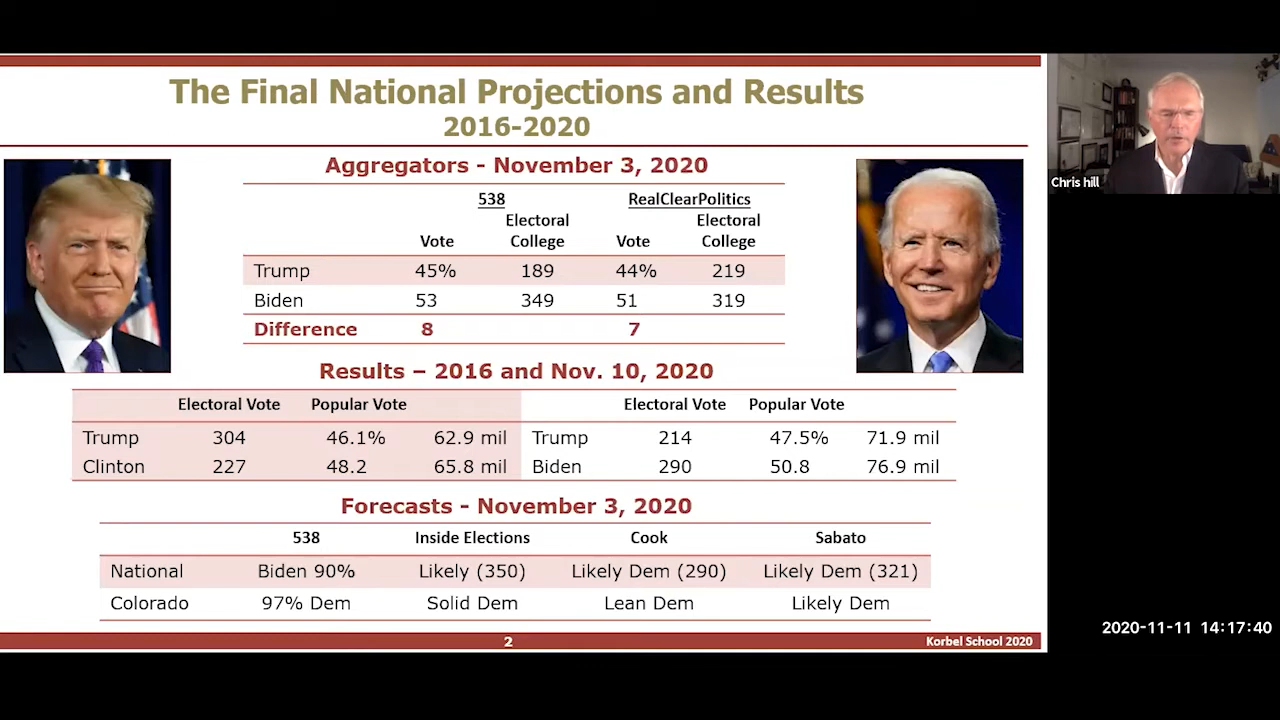 The Final National Projections and Results
2016-2020
Aggregators - November 3, 2020
538 RealClearPolitics
Electoral Electoral
Vote College Vote College
Trump 45% 189 44% 219
Biden 53 349 51 319
Difference 8 7
Results – 2016 and Nov. 10, 2020
Electoral Vote Popular Vote Electoral Vote Popular Vote
Trump 304 46.1% 62.9 mil Trump 214 47.5% 71.9 mil
Clinton 227 48.2 65.8 mil Biden 290 50.8 76.9 mil
Forecasts - November 3, 2020
538 Inside Elections Cook Sabato
National Biden 90% Likely (350) Likely Dem (290) Likely Dem (321)
Colorado 97% Dem Solid Dem Lean Dem Likely Dem
2 Korbel School 2020
Chris hill
2020-11-11 14:17:40